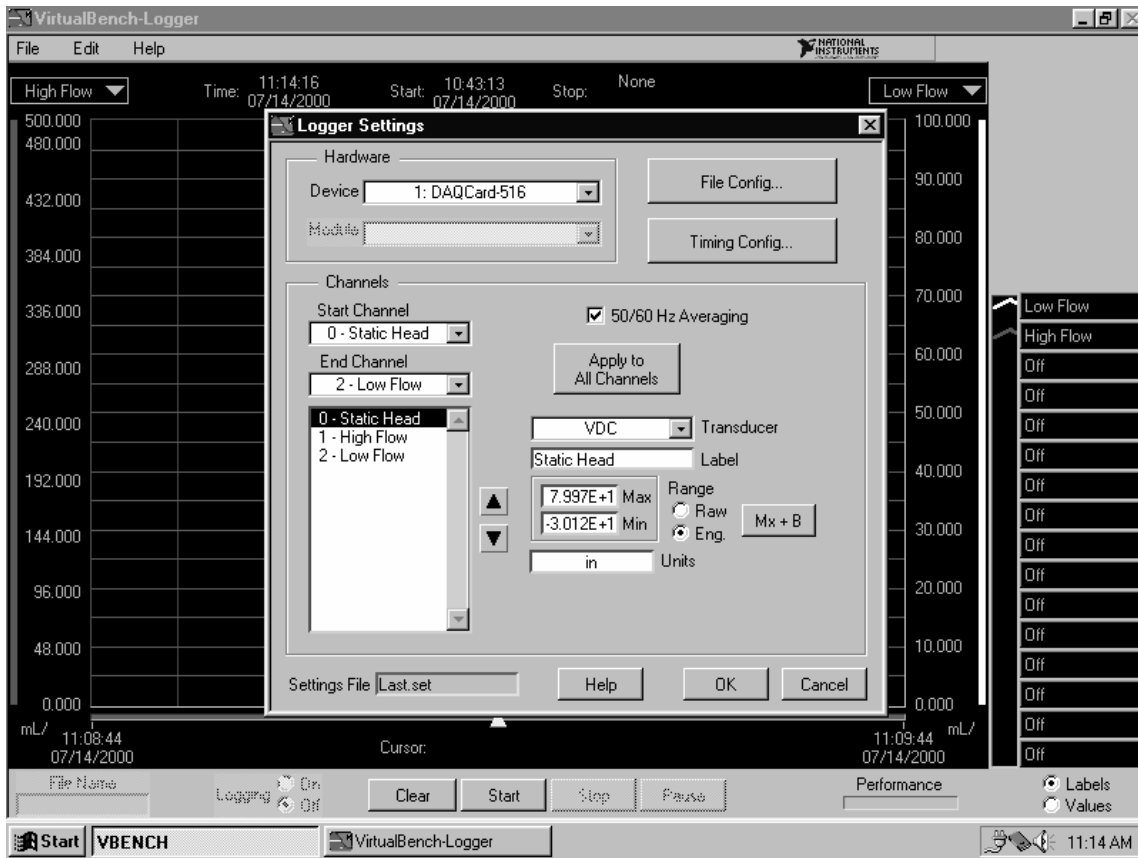 VirtualBench-Logger
File Edit Help
NATIONAL
INSTRUMENTS
High Flow
Time: 11:14:16
07/14/2000
Start: 10:43:13
07/14/2000
Stop: None
Low Flow
500.000
480.000
432.000
384.000
336.000
288.000
240.000
192.000
144.000
96.000
48.000
0.000
mL/
Logger Settings
Hardware
Device 1: DAQCard-516
Module
File Config...
Timing Config...
Channels
Start Channel
0 - Static Head
End Channel
2 - Low Flow
0 - Static Head
1 - High Flow
2 - Low Flow
50/60 Hz Averaging
Apply to
All Channels
VDC Transducer
Static Head Label
7.997E+1 Max
-3.012E+1 Min
Range
Raw
Eng.
Mx + B
in Units
Settings File Last.set
Help OK Cancel
100.000
90.000
80.000
70.000
60.000
50.000
40.000
30.000
20.000
10.000
0.000
mL/
Low Flow
High Flow
Off
Off
Off
Off
Off
Off
Off
Off
Off
Off
Off
Off
Off
Off
11:08:44
07/14/2000
Cursor:
11:09:44
07/14/2000
File Name
Logging On
Off
Clear Start Stop Pause
Performance
Labels
Values
Start VBENCH VirtualBench-Logger 11:14 AM